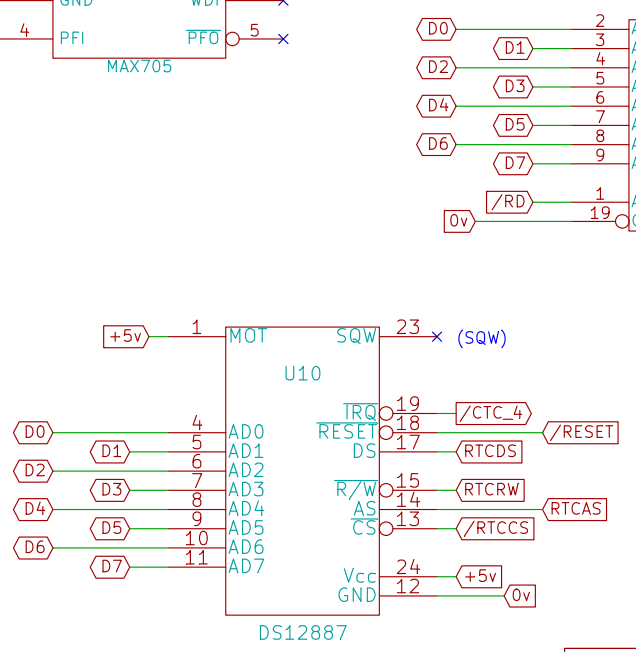 GND WDI
4 PFI PFO 5
MAX705
D0 2
D1 3
D2 4
D3 5
D4 6
D5 7
D6 8
D7 9
/RD 1
0v 19
+5v 1 MOT SQW 23 (SQW)
U10
IRQ 19 /CTC_4
D0 4 AD0 RESET 18 /RESET
D1 5 AD1 DS 17 RTCDS
D2 6 AD2
D3 7 AD3 R/W 15 RTCRW
D4 8 AD4 AS 14 RTCAS
D5 9 AD5 CS 13 /RTCCS
D6 10 AD6
D7 11 AD7
Vcc 24 +5v
GND 12 0v
DS12887